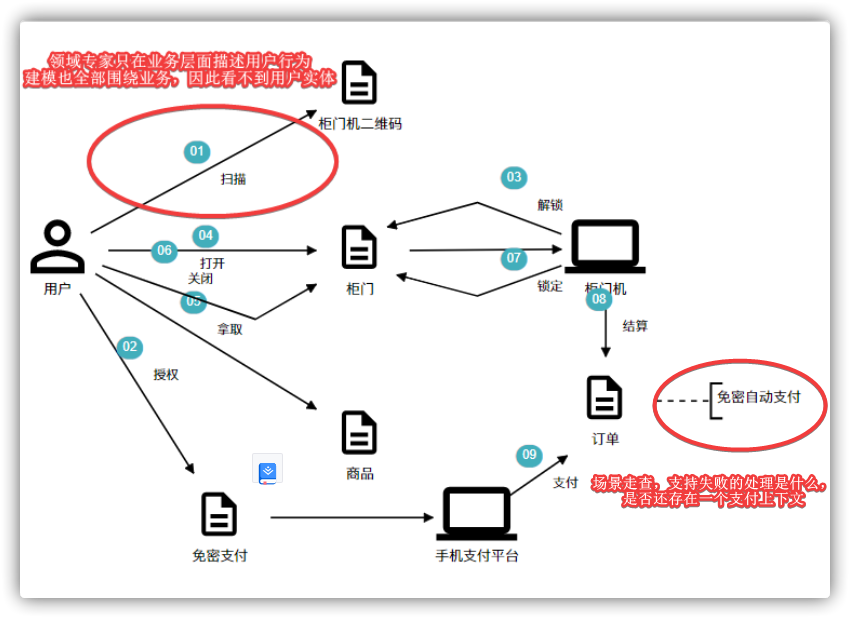 领域专家只在业务层面描述用户行为
建模也全部围绕业务，因此看不到用户实体
柜门机二维码
01
扫描
03
解锁
04
06
打开
关闭
07
用户
柜门
锁定
柜门机
05
08
拿取
结算
02
授权
免密自动支付
订单
09
商品
支付
场景走查，支持失败的处理是什么，
是否还存在一个支付上下文
免密支付
手机支付平台